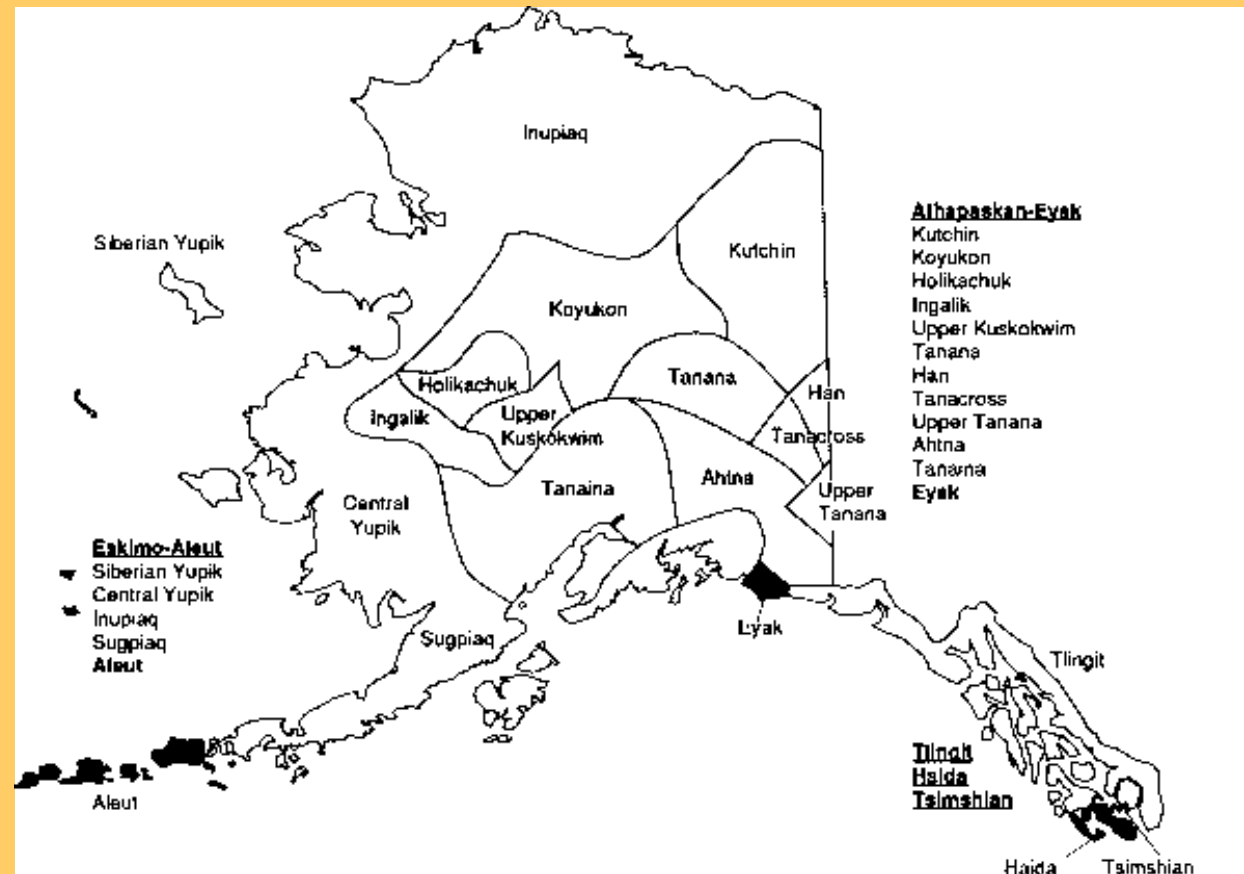 Inupiaq
Siberian Yupik
Kutchin
Koyukon
Holikachuk
Tanana
Han
Ingalik
Upper
Kuskokwim
Tanacross
Tanaina
Ahtna
Upper
Tanana
Central
Yupik
Sugpiaq
Eyak
Tlingit
Aleut
Haida
Tsimshian
Athapaskan-Eyak
Kutchin
Koyukon
Holikachuk
Ingalik
Upper Kuskokwim
Tanana
Han
Tanacross
Upper Tanana
Ahtna
Tanaina
Eyak
Eskimo-Aleut
Siberian Yupik
Central Yupik
Inupiaq
Sugpiaq
Aleut
Tlingit
Haida
Tsimshian